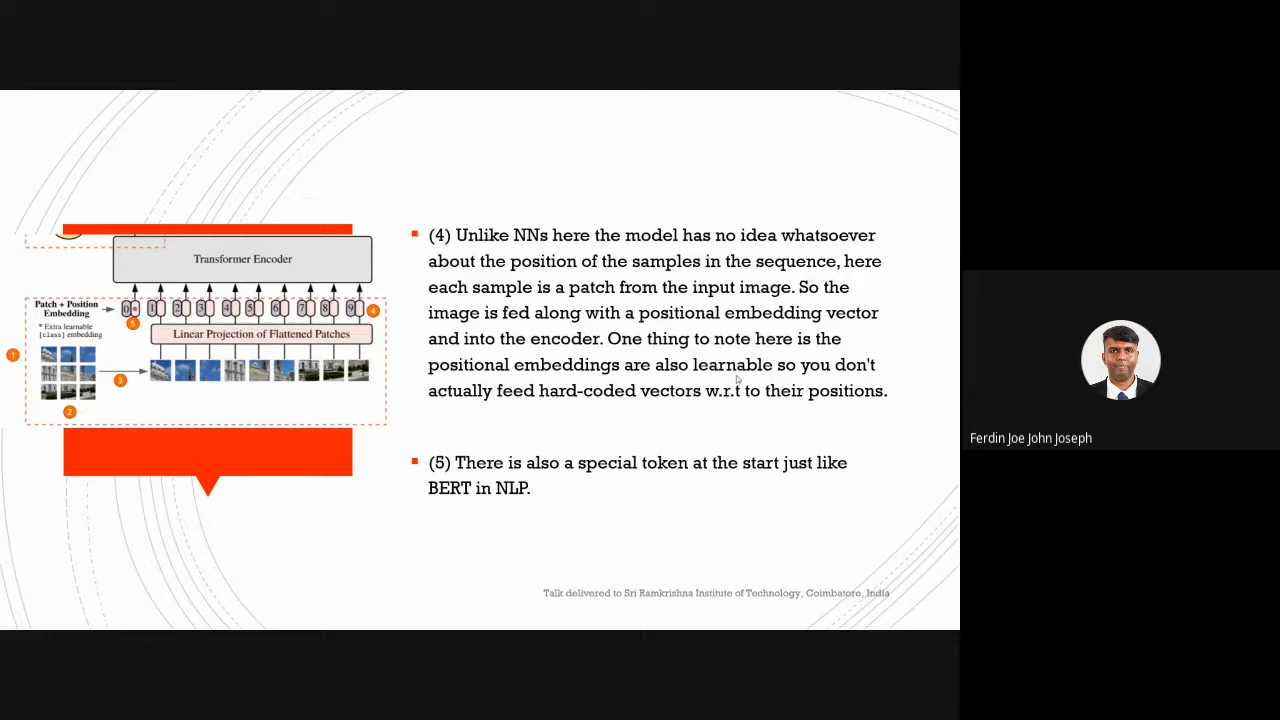 Transformer Encoder
Patch + Position
Embedding
* Extra learnable
[class] embedding
0 * 1 2 3 4 5 6 7 8 9
4
5
Linear Projection of Flattened Patches
1
3
2
(4) Unlike NNs here the model has no idea whatsoever
about the position of the samples in the sequence, here
each sample is a patch from the input image. So the
image is fed along with a positional embedding vector
and into the encoder. One thing to note here is the
positional embeddings are also learnable so you don't
actually feed hard-coded vectors w.r.t to their positions.
(5) There is also a special token at the start just like
BERT in NLP.
Talk delivered to Sri Ramkrishna Institute of Technology, Coimbatore, India
Ferdin Joe John Joseph